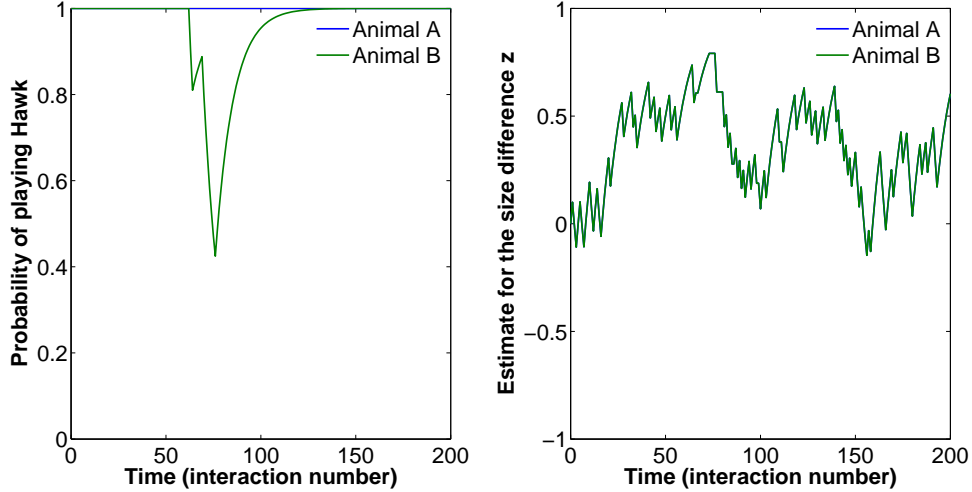 Probability of playing Hawk
1
0.8
0.6
0.4
0.2
0
0
50
100
150
200
Time (interaction number)
Animal A
Animal B
Estimate for the size difference z
1
0.5
0
−0.5
−1
0
50
100
150
200
Time (interaction number)
Animal A
Animal B